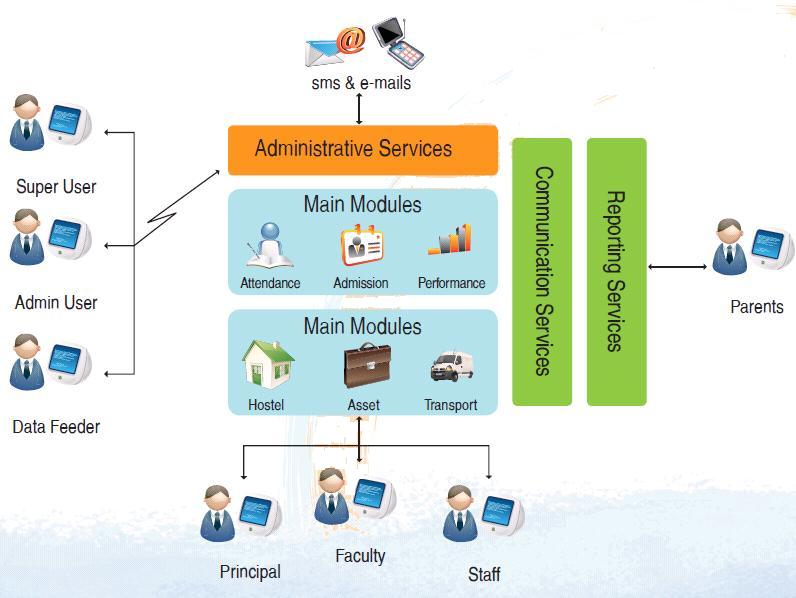 sms & e-mails
Administrative Services
Main Modules
Attendance
Admission
Performance
Main Modules
Hostel
Asset
Transport
Communication Services
Reporting Services
Super User
Admin User
Data Feeder
Parents
Principal
Faculty
Staff